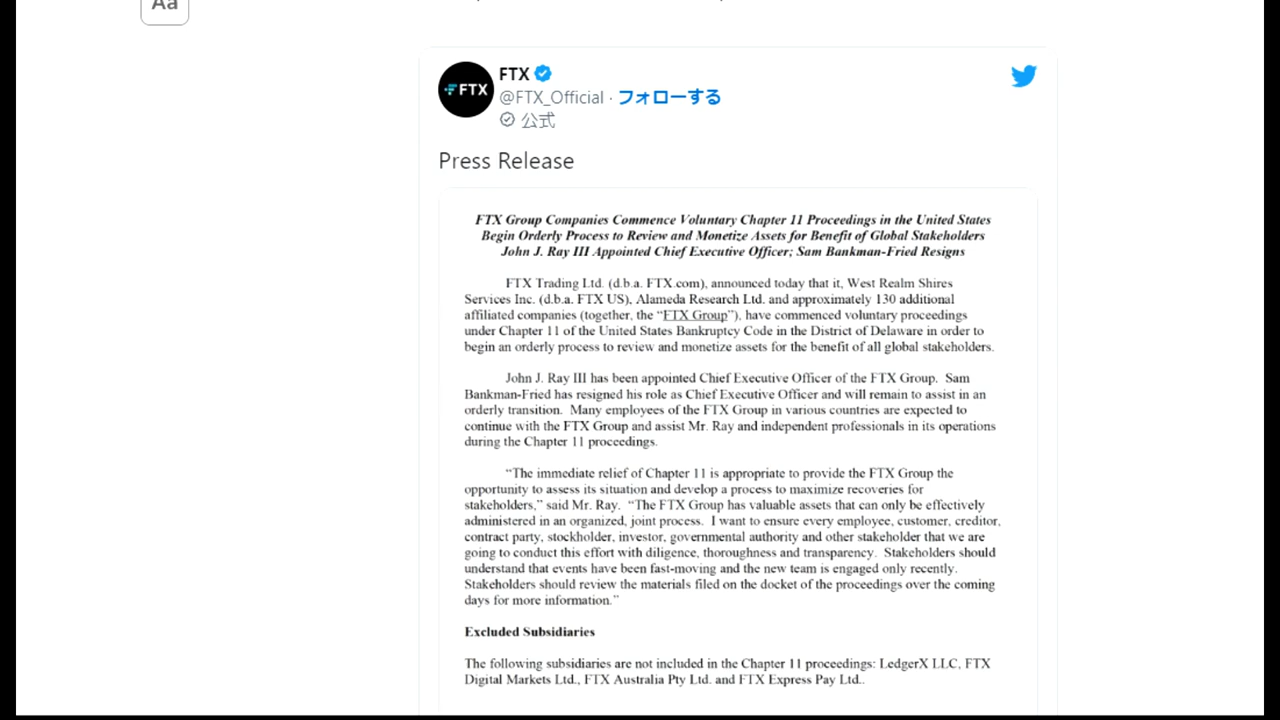 Aa
FTX
FTX
@FTX_Official · フォローする
公式
Press Release
FTX Group Companies Commence Voluntary Chapter 11 Proceedings in the United States
Begin Orderly Process to Review and Monetize Assets for Benefit of Global Stakeholders
John J. Ray III Appointed Chief Executive Officer; Sam Bankman-Fried Resigns
FTX Trading Ltd. (d.b.a. FTX.com), announced today that it, West Realm Shires
Services Inc. (d.b.a. FTX US), Alameda Research Ltd. and approximately 130 additional
affiliated companies (together, the “FTX Group”), have commenced voluntary proceedings
under Chapter 11 of the United States Bankruptcy Code in the District of Delaware in order to
begin an orderly process to review and monetize assets for the benefit of all global stakeholders.
John J. Ray III has been appointed Chief Executive Officer of the FTX Group. Sam
Bankman-Fried has resigned his role as Chief Executive Officer and will remain to assist in an
orderly transition. Many employees of the FTX Group in various countries are expected to
continue with the FTX Group and assist Mr. Ray and independent professionals in its operations
during the Chapter 11 proceedings.
“The immediate relief of Chapter 11 is appropriate to provide the FTX Group the
opportunity to assess its situation and develop a process to maximize recoveries for
stakeholders,” said Mr. Ray. “The FTX Group has valuable assets that can only be effectively
administered in an organized, joint process. I want to ensure every employee, customer, creditor,
contract party, stockholder, investor, governmental authority and other stakeholder that we are
going to conduct this effort with diligence, thoroughness and transparency. Stakeholders should
understand that events have been fast-moving and the new team is engaged only recently.
Stakeholders should review the materials filed on the docket of the proceedings over the coming
days for more information.”
Excluded Subsidiaries
The following subsidiaries are not included in the Chapter 11 proceedings: LedgerX LLC, FTX
Digital Markets Ltd., FTX Australia Pty Ltd. and FTX Express Pay Ltd..